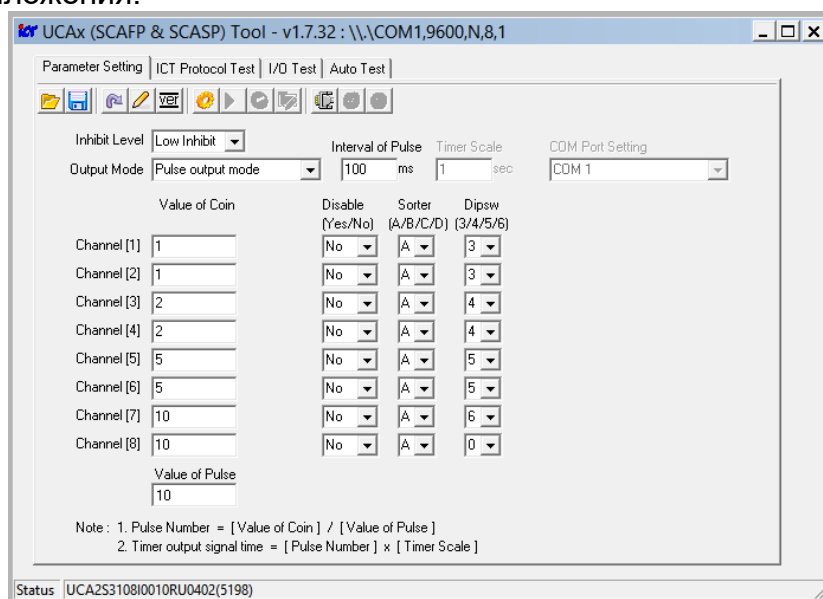 ICT UCAx (SCAFP & SCASP) Tool - v1.7.32 : \\.\COM1,9600,N,8,1
Parameter Setting ICT Protocol Test I/O Test Auto Test
ver
Inhibit Level Low Inhibit Interval of Pulse Timer Scale COM Port Setting
Output Mode Pulse output mode 100 ms 1 sec COM 1
Value of Coin Disable Sorter Dipsw
(Yes/No) (A/B/C/D) (3/4/5/6)
Channel [1] 1 No A 3
Channel [2] 1 No A 3
Channel [3] 2 No A 4
Channel [4] 2 No A 4
Channel [5] 5 No A 5
Channel [6] 5 No A 5
Channel [7] 10 No A 6
Channel [8] 10 No A 0
Value of Pulse
10
Note : 1. Pulse Number = [ Value of Coin ] / [ Value of Pulse ]
2. Timer output signal time = [ Pulse Number ] x [ Timer Scale ]
Status UCA2S3108I0010RU0402(5198)